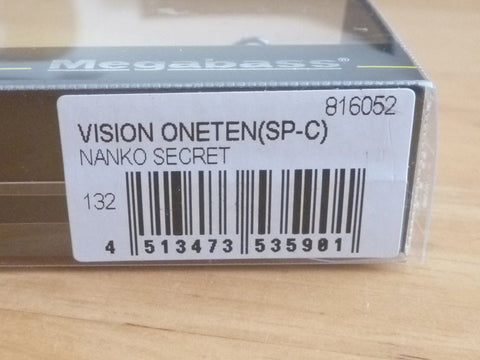 Megabass®
816052
VISION ONETEN(SP-C)
NANKO SECRET
132
4 513473 535901